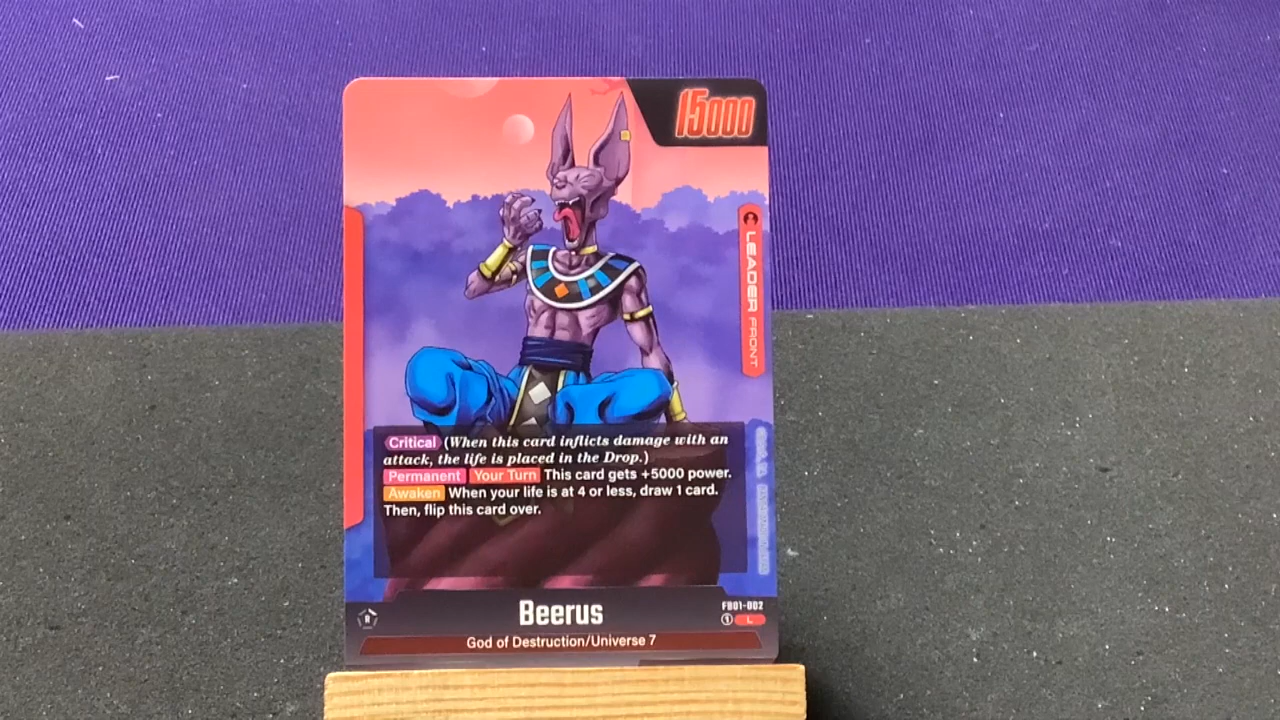 15000
LEADER FRONT
Critical (When this card inflicts damage with an
attack, the life is placed in the Drop.)
Permanent Your Turn This card gets +5000 power.
Awaken When your life is at 4 or less, draw 1 card.
Then, flip this card over.
Beerus
FB01-002
R
1 L
God of Destruction/Universe 7